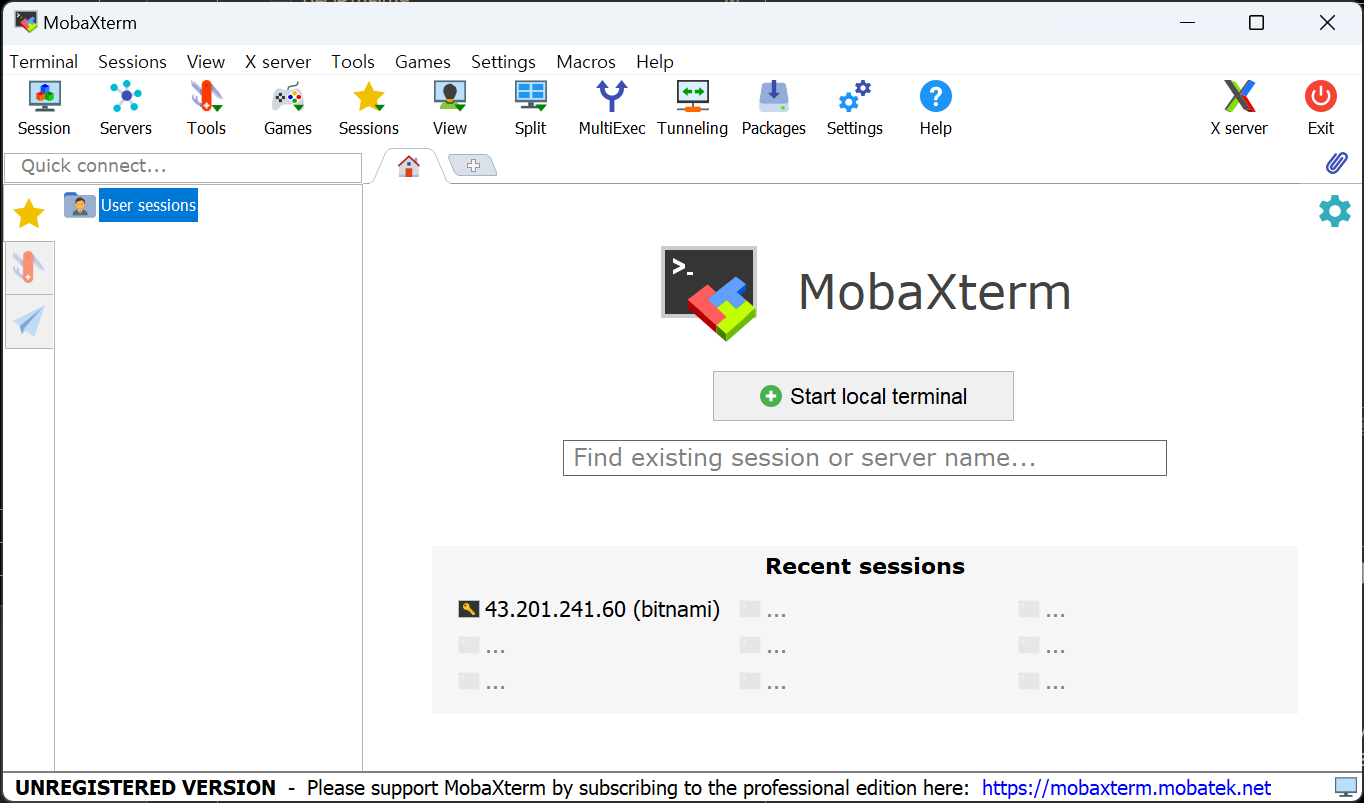 MobaXterm
Terminal Sessions View X server Tools Games Settings Macros Help
Session Servers Tools Games Sessions View Split MultiExec Tunneling Packages Settings Help X server Exit
Quick connect...
User sessions
>_
MobaXterm
Start local terminal
Find existing session or server name...
Recent sessions
43.201.241.60 (bitnami) ... ...
... ... ...
... ... ...
UNREGISTERED VERSION - Please support MobaXterm by subscribing to the professional edition here: https://mobaxterm.mobatek.net